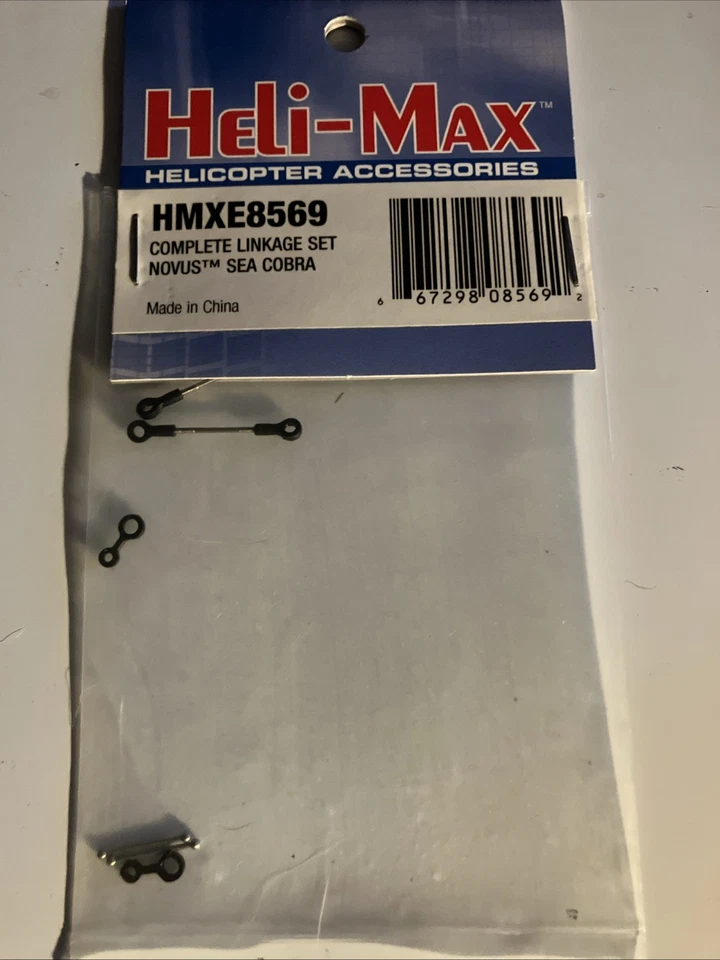 Heli-Max™
HELICOPTER ACCESSORIES
HMXE8569
COMPLETE LINKAGE SET
NOVUS™ SEA COBRA
Made in China
6 67298 08569 2